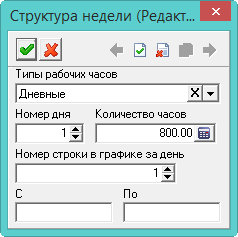 Структура недели (Редакт...
Типы рабочих часов
Дневные
Номер дня
Количество часов
1
800.00
Номер строки в графике за день
1
С
По